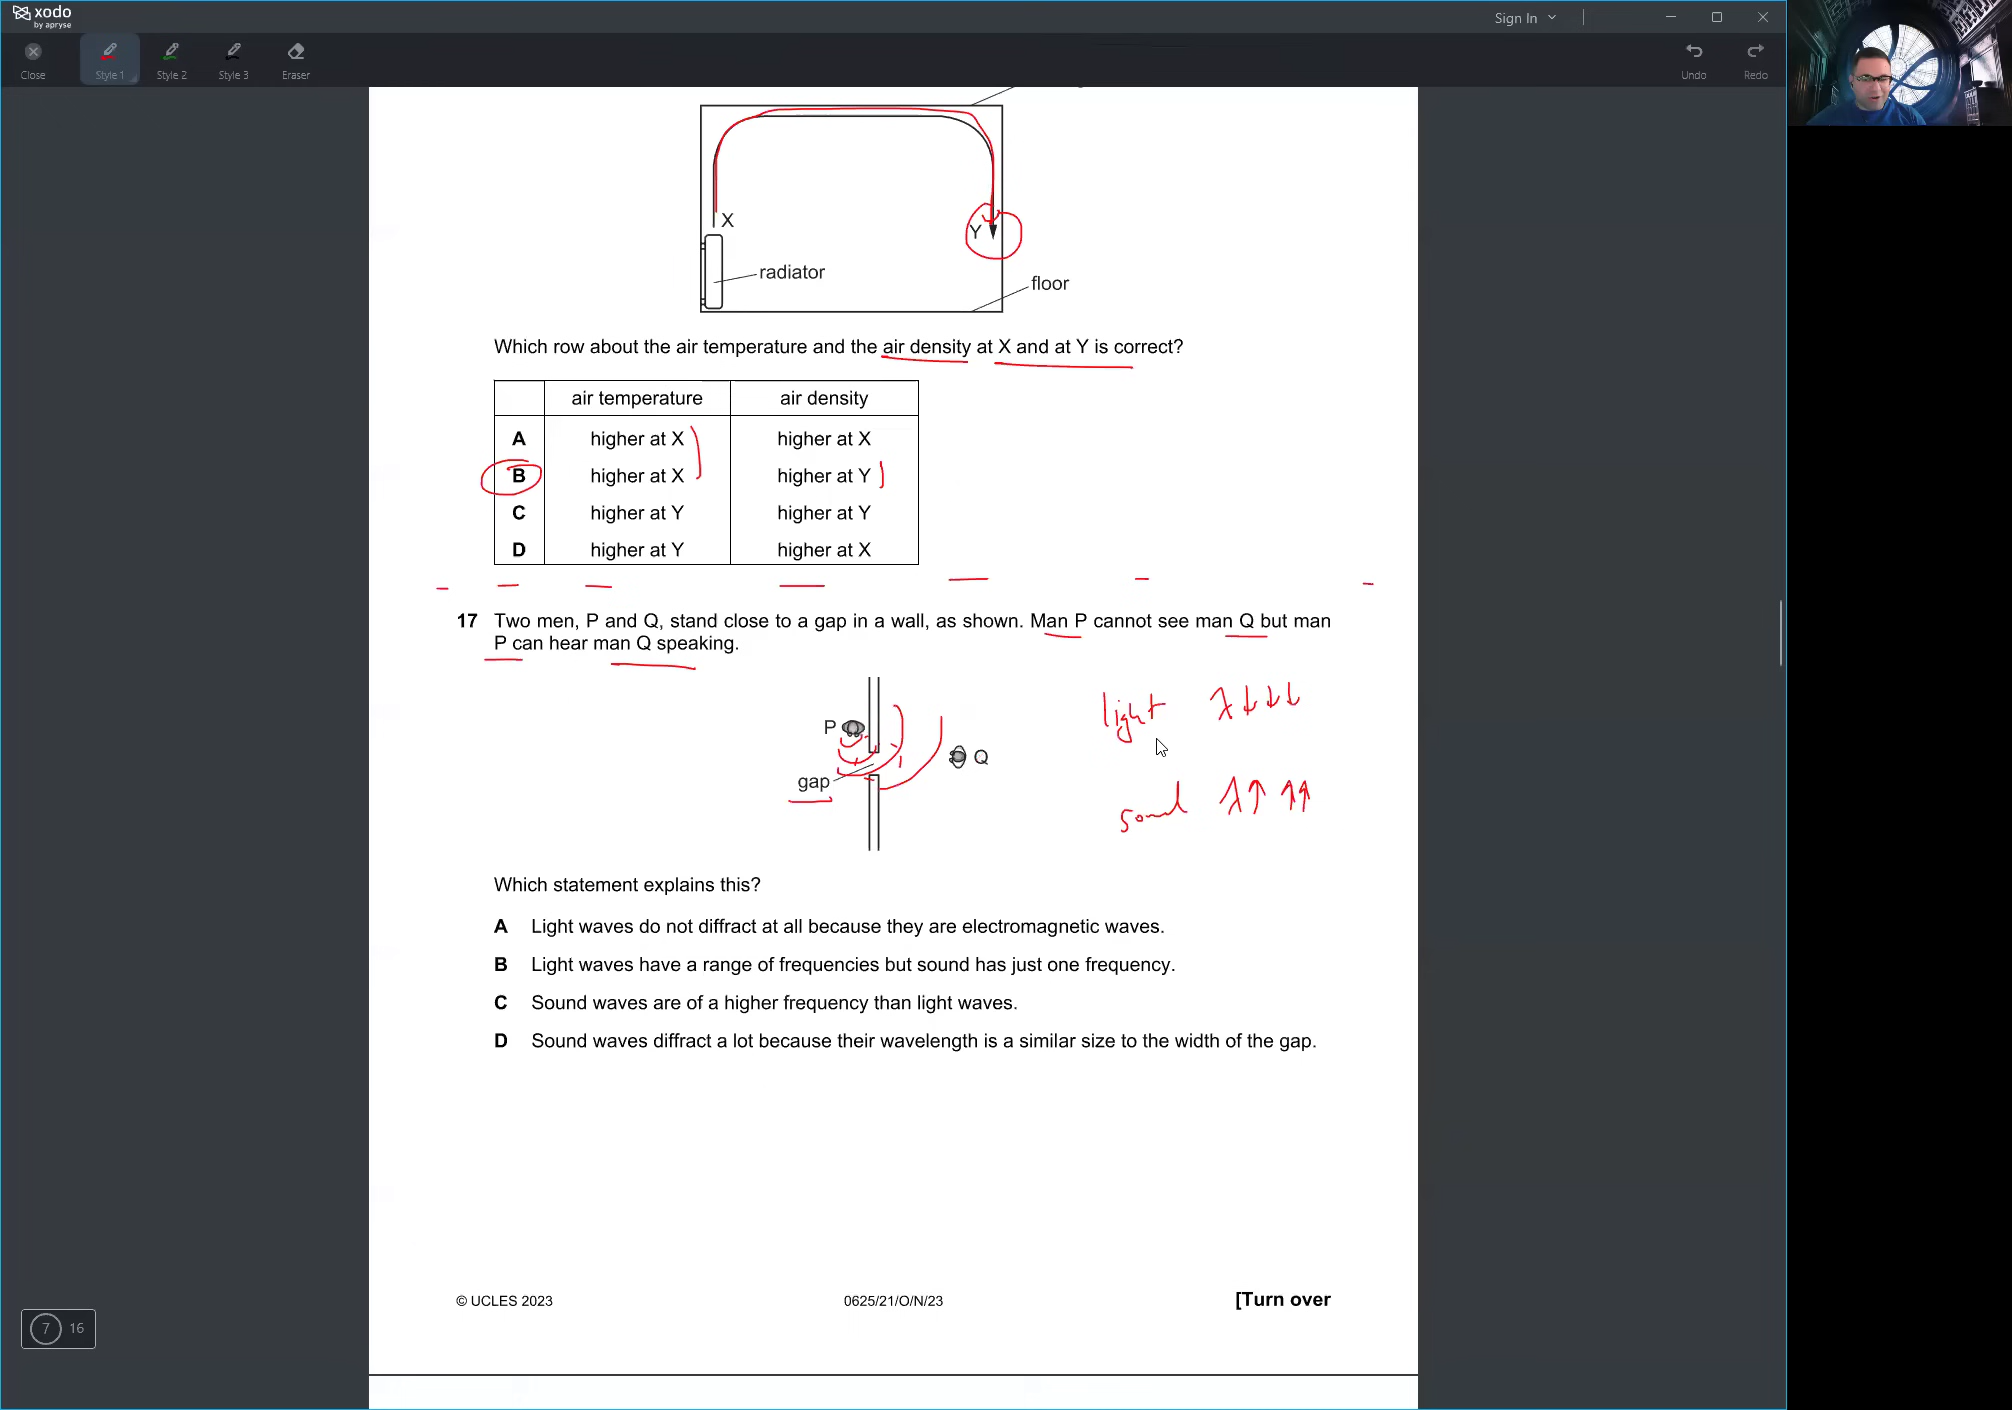 xodo
by apryse
Sign In
Close
Style 1
Style 2
Style 3
Eraser
Undo
Redo
X
Y
radiator
floor
Which row about the air temperature and the air density at X and at Y is correct?
air temperature air density
A higher at X higher at X
B higher at X higher at Y
C higher at Y higher at Y
D higher at Y higher at X
17 Two men, P and Q, stand close to a gap in a wall, as shown. Man P cannot see man Q but man
P can hear man Q speaking.
light λ↓↓↓
P
Q
gap
sound λ↑ ↑↑
Which statement explains this?
A Light waves do not diffract at all because they are electromagnetic waves.
B Light waves have a range of frequencies but sound has just one frequency.
C Sound waves are of a higher frequency than light waves.
D Sound waves diffract a lot because their wavelength is a similar size to the width of the gap.
© UCLES 2023 0625/21/O/N/23 [Turn over
7 16